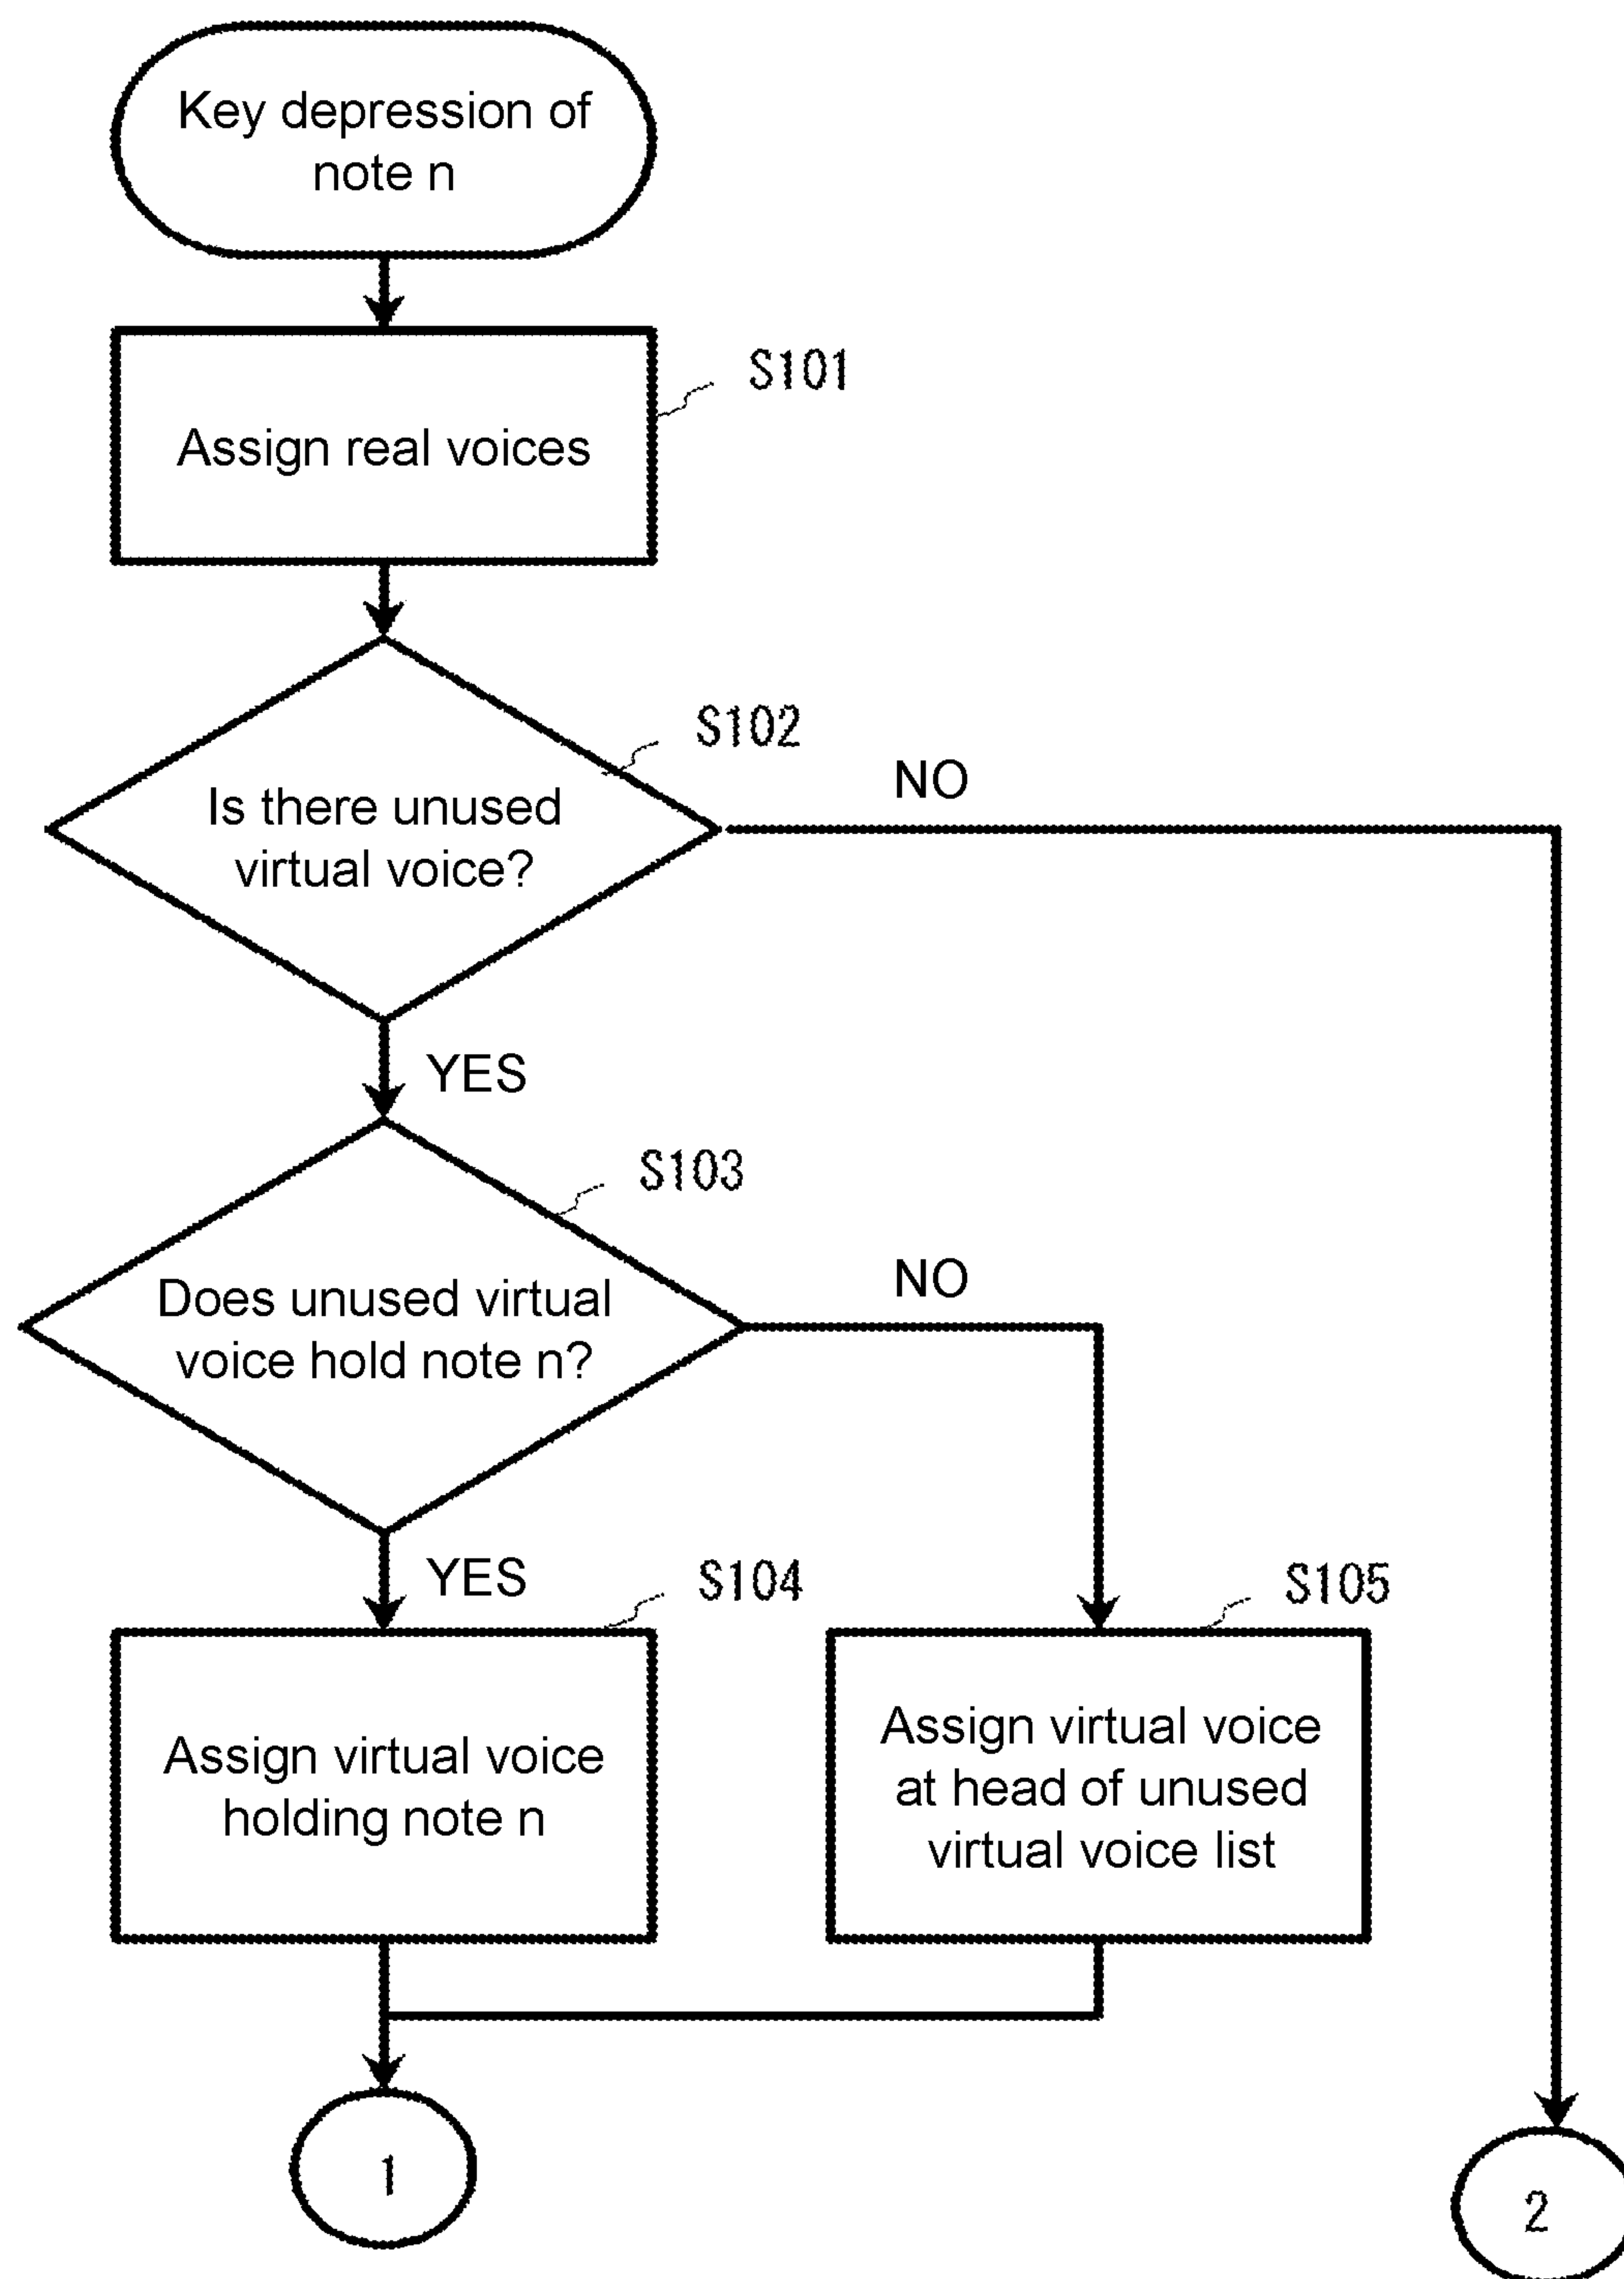 Key depression of
note n
S101
Assign real voices
S102
Is there unused
virtual voice?
NO
YES
S103
Does unused virtual
voice hold note n?
NO
YES
S104
Assign virtual voice
holding note n
S105
Assign virtual voice
at head of unused
virtual voice list
1
2